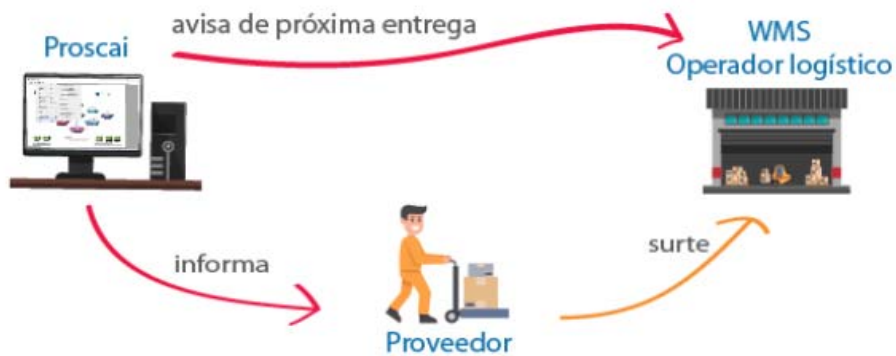 Proscai
avisa de próxima entrega
WMS
Operador logístico
informa
surte
Proveedor